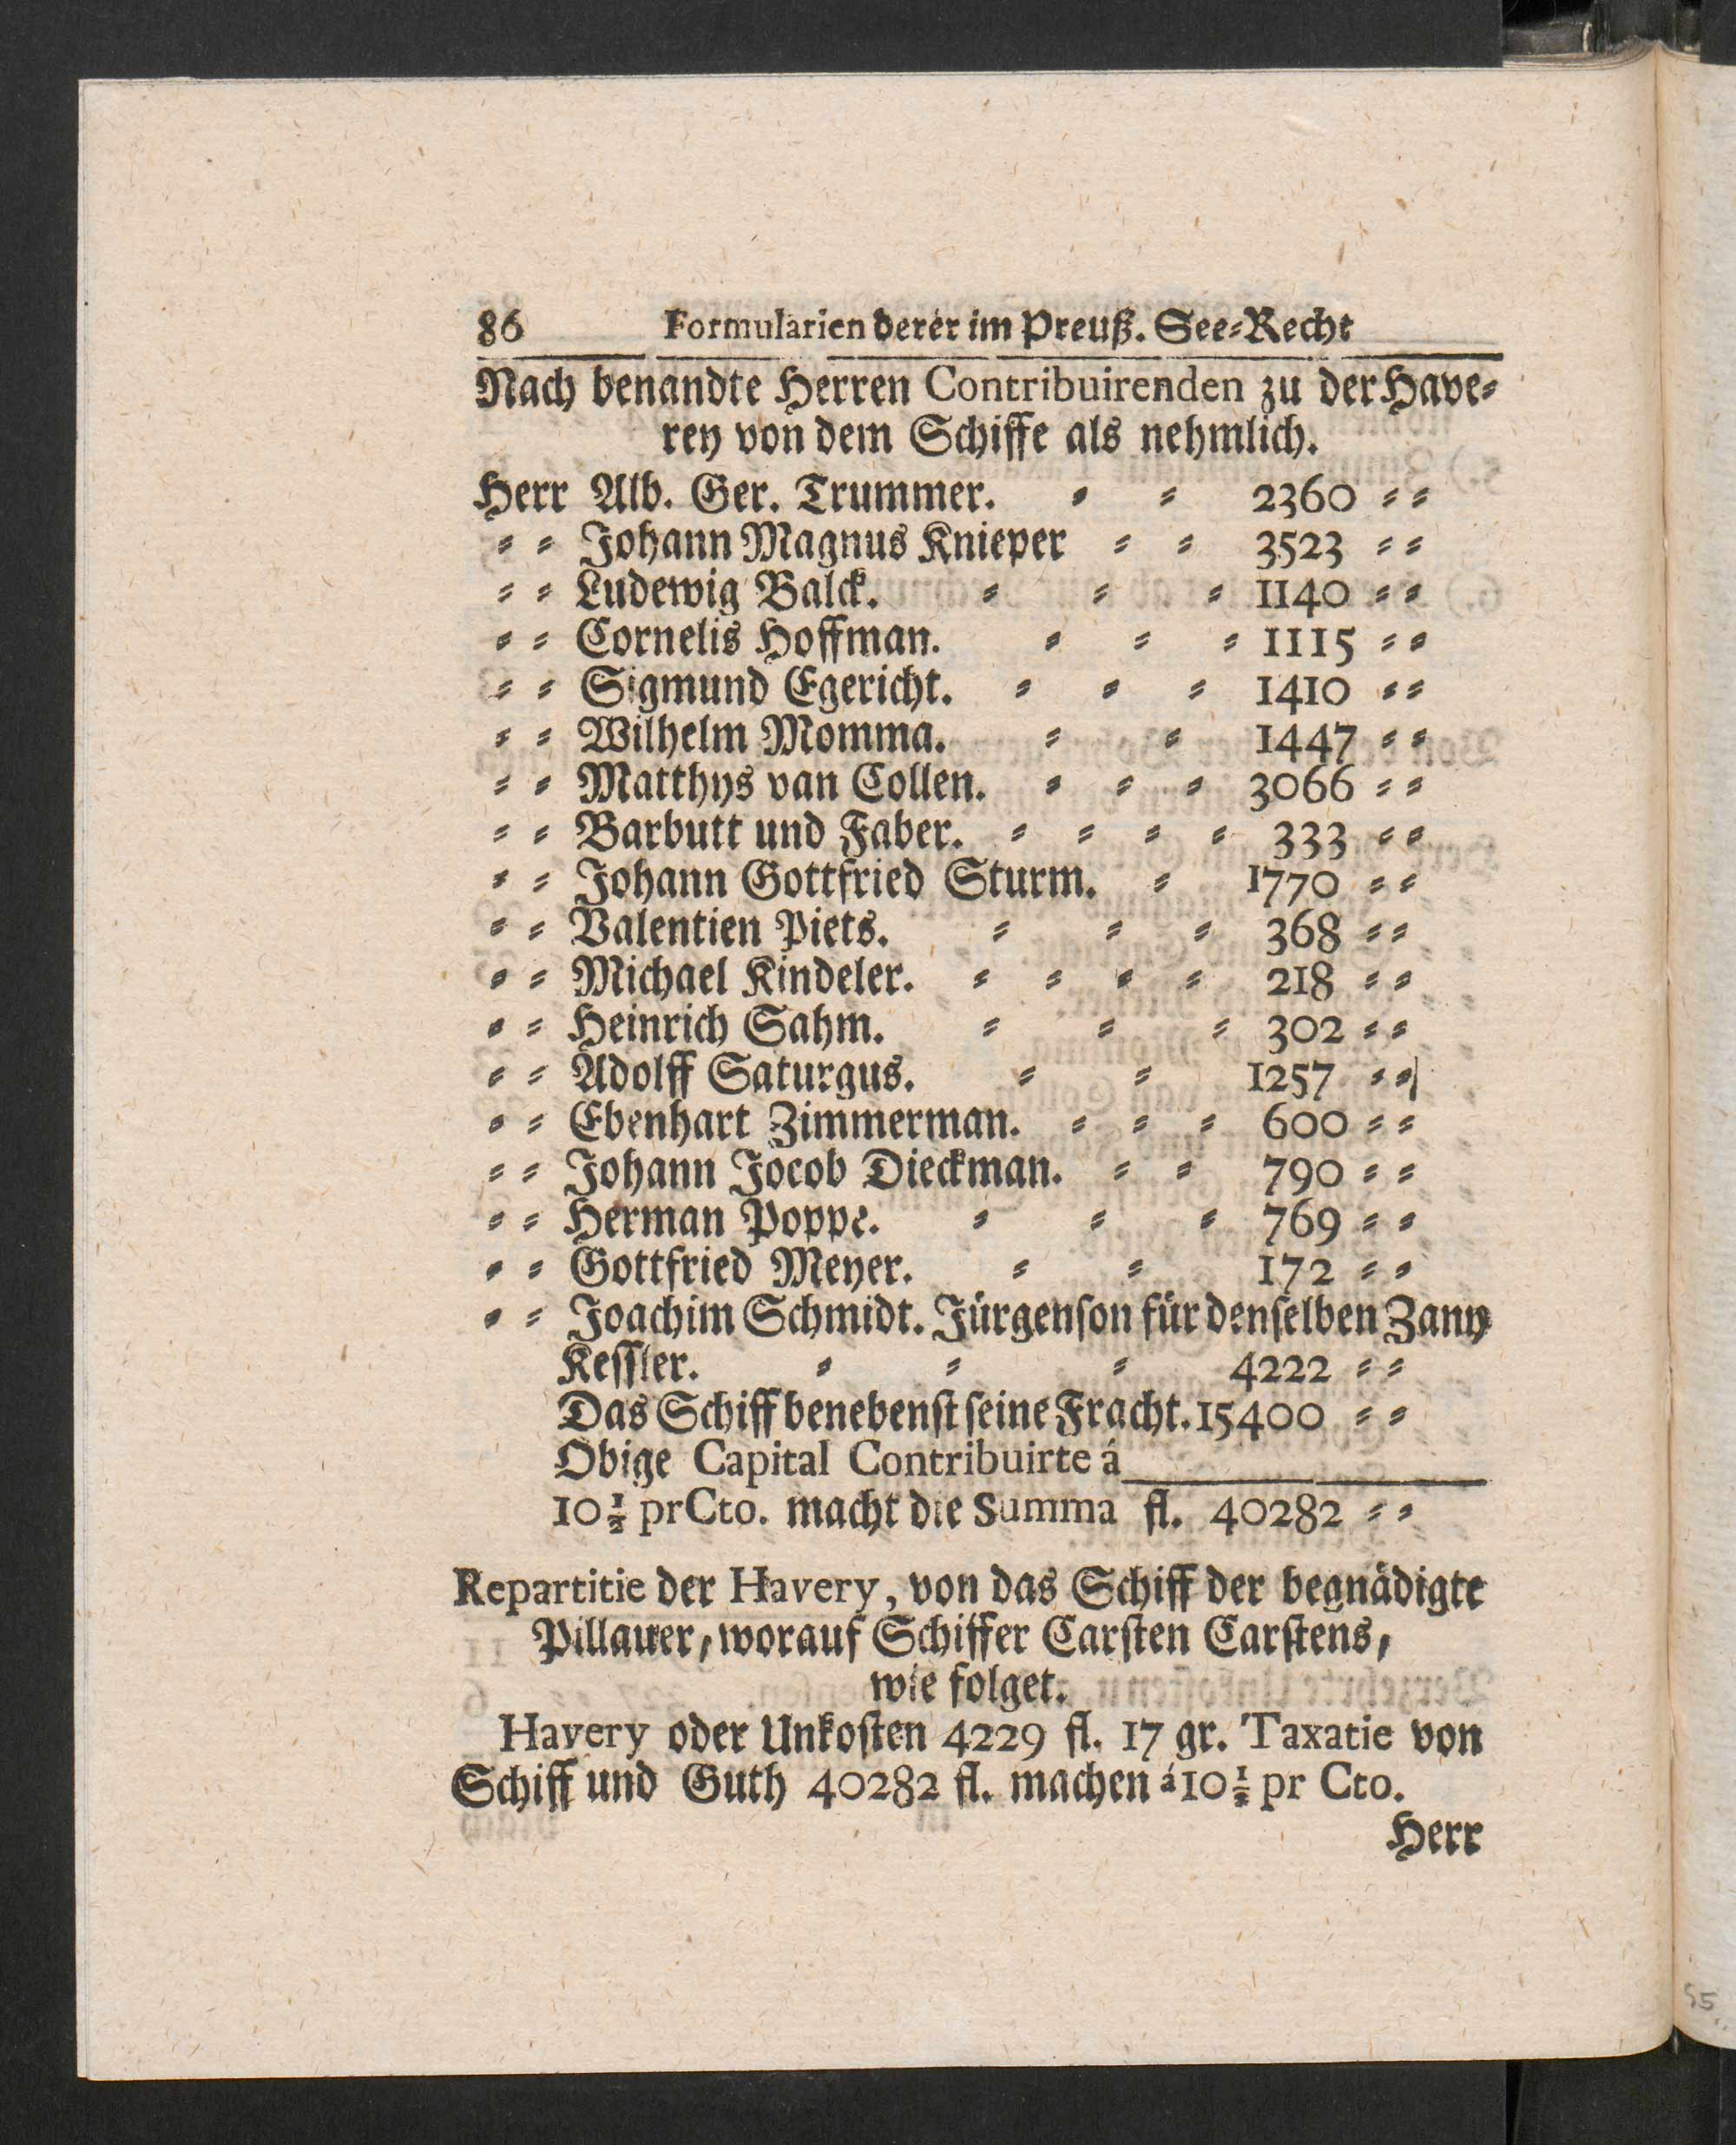 86 Formularien derer im Preuß. See⸗Recht
Nach benandte Herren Contribuirenden zu der Have⸗
rey von dem Schiffe als nehmlich.
Herr Alb. Ger. Trummer. ⸗ ⸗ 2360 ⸗ ⸗
⸗ ⸗ Johann Magnus Knieper ⸗ ⸗ 3523 ⸗ ⸗
⸗ ⸗ Ludewig Balck. ⸗ ⸗ ⸗ 1140 ⸗ ⸗
⸗ ⸗ Cornelis Hoffman. ⸗ ⸗ ⸗ 1115 ⸗ ⸗
⸗ ⸗ Sigmund Egericht. ⸗ ⸗ ⸗ 1410 ⸗ ⸗
⸗ ⸗ Wilhelm Momma. ⸗ ⸗ 1447 ⸗ ⸗
⸗ ⸗ Matthys van Collen. ⸗ ⸗ ⸗ 3066 ⸗ ⸗
⸗ ⸗ Barbutt und Faber. ⸗ ⸗ ⸗ ⸗ 333 ⸗ ⸗
⸗ ⸗ Johann Gottfried Sturm. ⸗ 1770 ⸗ ⸗
⸗ ⸗ Valentien Piets. ⸗ ⸗ ⸗ 368 ⸗ ⸗
⸗ ⸗ Michael Kindeler. ⸗ ⸗ ⸗ ⸗ 218 ⸗ ⸗
⸗ ⸗ Heinrich Sahm. ⸗ ⸗ ⸗ 302 ⸗ ⸗
⸗ ⸗ Adolff Saturgus. ⸗ ⸗ 1257 ⸗ ⸗
⸗ ⸗ Ebenhart Zimmerman. ⸗ ⸗ ⸗ 600 ⸗ ⸗
⸗ ⸗ Johann Jocob Dieckman. ⸗ ⸗ 790 ⸗ ⸗
⸗ ⸗ Herman Poppe. ⸗ ⸗ ⸗ 769 ⸗ ⸗
⸗ ⸗ Gottfried Meyer. ⸗ ⸗ 172 ⸗ ⸗
⸗ ⸗ Joachim Schmidt. Jürgenſon für denſelben Zany
Keſſler. ⸗ ⸗ ⸗ 4222 ⸗ ⸗
Das Schiff benebenſt ſeine Fracht. 15400 ⸗ ⸗
Obige Capital Contribuirte á
10½ prCto. macht die Summa fl. 40282 ⸗ ⸗
Repartitie der Havery, von das Schiff der begnädigte
Pillauer, worauf Schiffer Carſten Carſtens,
wie folget.
Havery oder Unkoſten 4229 fl. 17 gr. Taxatie von
Schiff und Guth 40282 fl. machen á 10½ pr Cto.
Herr
55